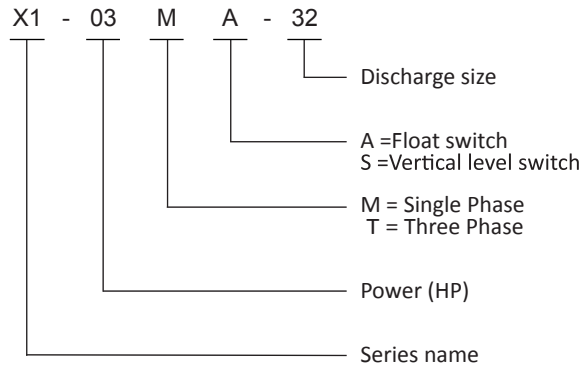 X1 - 03 M A - 32
Discharge size
A =Float switch
S =Vertical level switch
M = Single Phase
T = Three Phase
Power (HP)
Series name